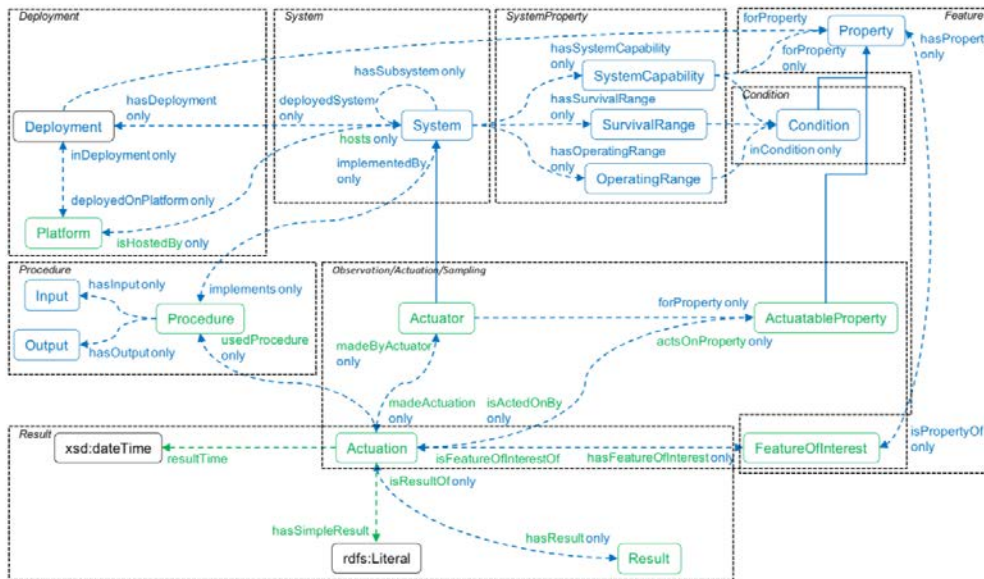 Deployment
System
SystemProperty
Feature
forProperty
Property
hasProperty
only
forProperty
only
hasSubsystem only
hasSystemCapability
only
SystemCapability
hasDeployment
only
deployedSystem
only
hasSurvivalRange
only
Condition
Deployment
System
SurvivalRange
Condition
hosts only
inDeployment only
implementedBy
only
hasOperatingRange
only
inCondition only
OperatingRange
deployedOnPlatform only
Platform
isHostedBy only
Procedure
Observation/Actuation/Sampling
Input
hasInput only
implements only
Procedure
Actuator
forProperty only
ActuatableProperty
Output
hasOutput only
usedProcedure
only
madeByActuator
only
actsOnProperty only
madeActuation
only
isActedOnBy
only
Result
xsd:dateTime
resultTime
Actuation
isFeatureOfInterestOf
hasFeatureOfInterest only
only
FeatureOfInterest
isPropertyOf
only
isResultOf only
hasSimpleResult
rdfs:Literal
hasResult only
Result